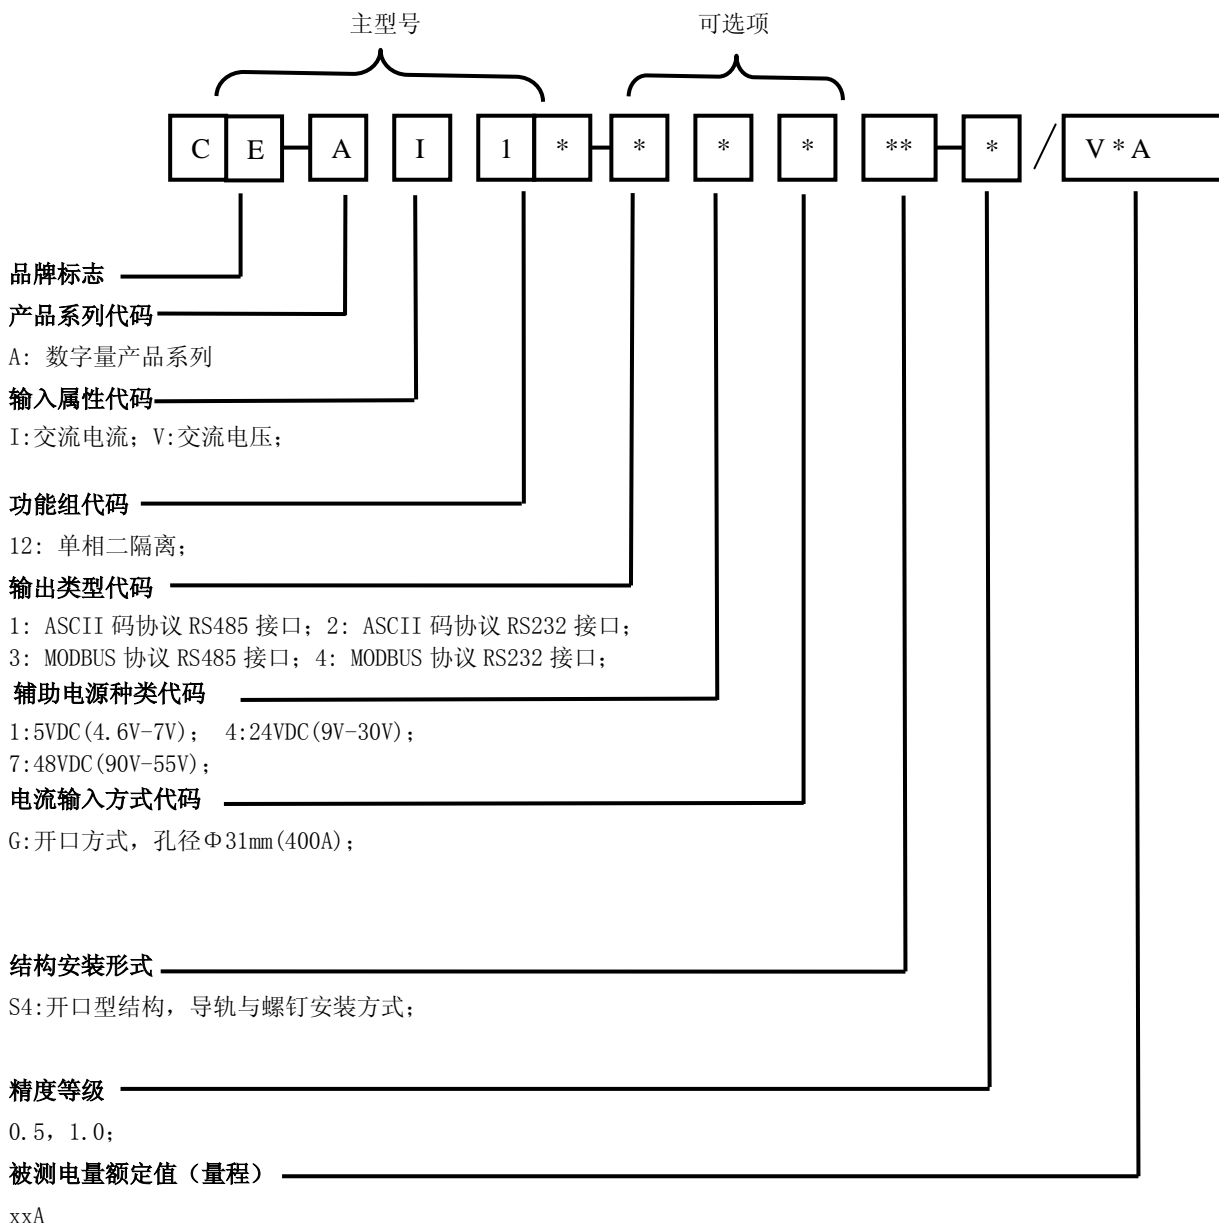 主型号 可选项
C E A I 1 * * * * ** * / V*A
品牌标志
产品系列代码
A: 数字量产品系列
输入属性代码
I:交流电流; V:交流电压;
功能组代码
12: 单相二隔离;
输出类型代码
1: ASCII 码协议 RS485 接口; 2: ASCII 码协议 RS232 接口;
3: MODBUS 协议 RS485 接口; 4: MODBUS 协议 RS232 接口;
辅助电源种类代码
1:5VDC(4.6V-7V); 4:24VDC(9V-30V);
7:48VDC(90V-55V);
电流输入方式代码
G:开口方式, 孔径Φ31mm(400A);
结构安装形式
S4:开口型结构, 导轨与螺钉安装方式;
精度等级
0.5, 1.0;
被测电量额定值（量程）
xxA